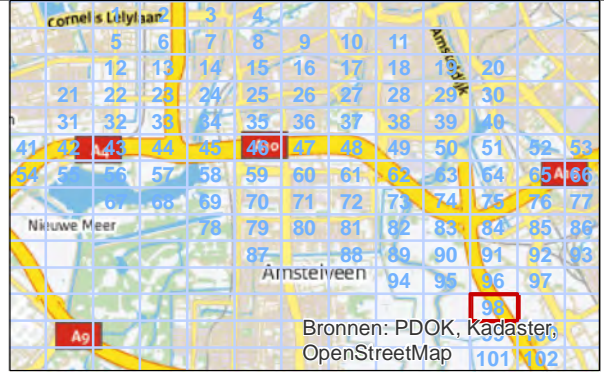 Cornelis Lelylaan 1 2 3 4
5 6 7 8 9 10 11
Amsteldijk
12 13 14 15 16 17 18 19 20
21 22 23 24 25 26 27 28 29 30
31 32 33 34 35 36 37 38 39 40
41 42 43 44 45 46 47 48 49 50 51 52 53
A4
54 55 56 57 58 59 60 61 62 63 64 65 66
67 68 69 70 71 72 73 74 75 76 77
Nieuwe Meer 78 79 80 81 82 83 84 85 86
87 88 89 90 91 92 93
Amstelveen
94 95 96 97
98
Bronnen: PDOK, Kadaster,
A9
OpenStreetMap
101 102